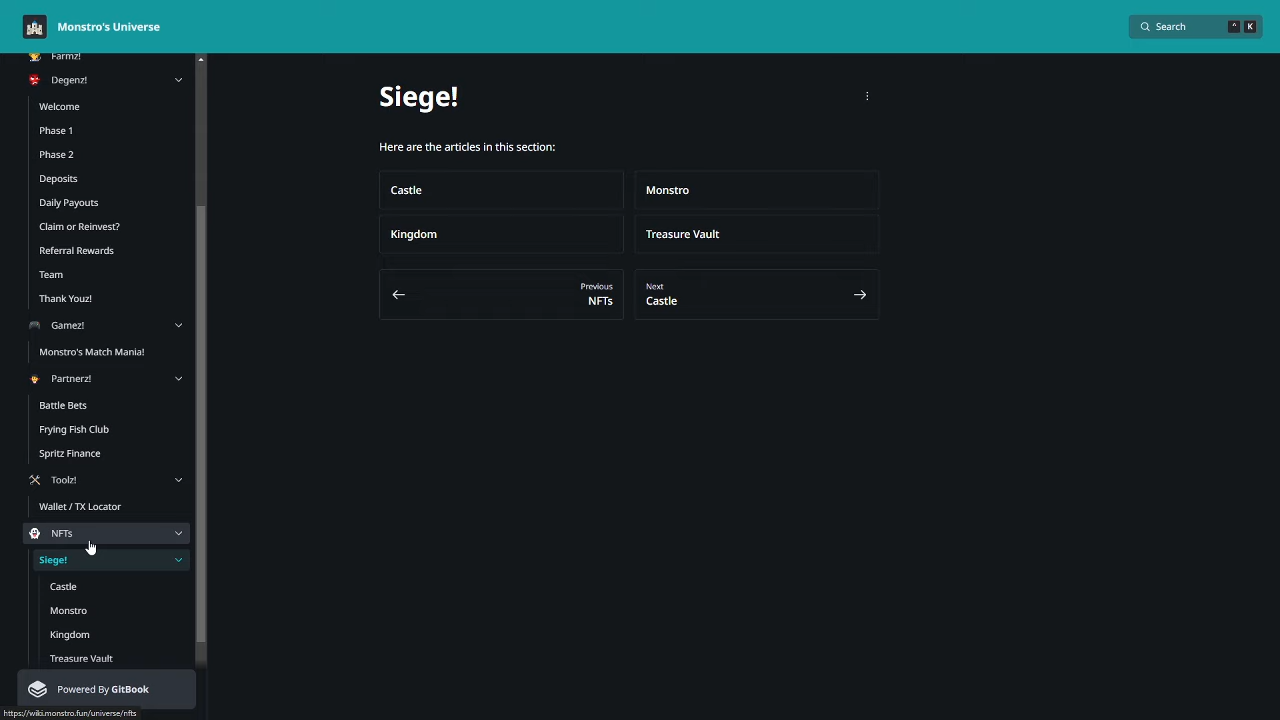 Monstro's Universe
Search
^
K
Farmz!
Degenz!
Welcome
Phase 1
Phase 2
Deposits
Daily Payouts
Claim or Reinvest?
Referral Rewards
Team
Thank Youz!
Gamez!
Monstro's Match Mania!
Partnerz!
Battle Bets
Frying Fish Club
Spritz Finance
Toolz!
Wallet / TX Locator
NFTs
Siege!
Castle
Monstro
Kingdom
Treasure Vault
Powered By GitBook
https://wiki.monstro.fun/universe/nfts
Siege!
Here are the articles in this section:
Castle
Monstro
Kingdom
Treasure Vault
Previous
NFTs
Next
Castle